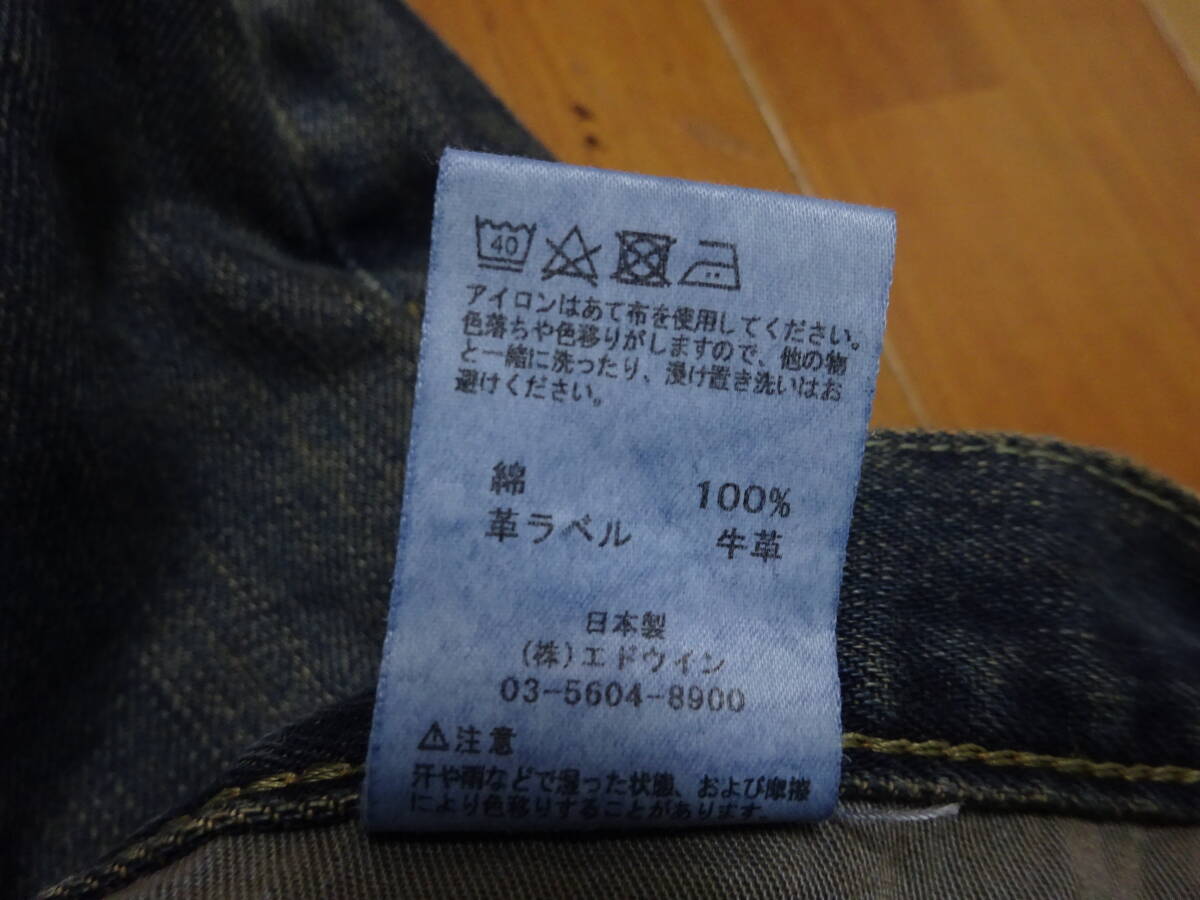 40
アイロンはあて布を使用してください。
色落ちや色移りがしますので、他の物
と一緒に洗ったり、浸け置き洗いはお
避けください。
綿 100%
革ラベル 牛革
日本製
(株)エドウイン
03-5604-8900
⚠注意
汗や雨などで湿った状態、および摩擦
により色移りすることがあります。